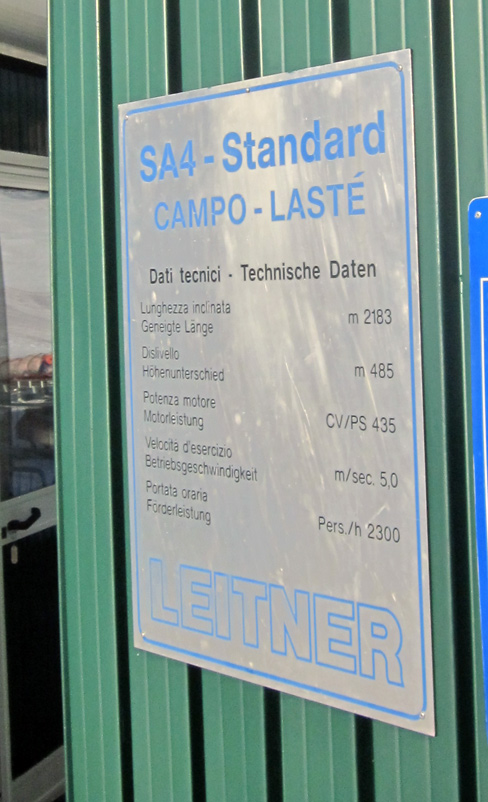 SA4 - Standard
CAMPO - LASTÉ
Dati tecnici - Technische Daten
Lunghezza inclinata
Geneigte Länge
m 2183
Dislivello
Höhenunterschied
m 485
Potenza motore
Motorleistung
CV/PS 435
Velocità d'esercizio
Betriebsgeschwindigkeit
m/sec. 5,0
Portata oraria
Förderleistung
Pers./h 2300
LEITNER